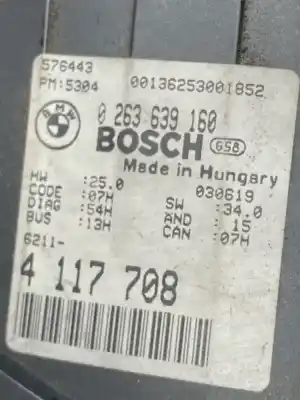 576443
PM:5304 00136253001852
BMW
0 263 639 160
BOSCH GSB
Made in Hungary
030619
HW :25.0 SW :34.0
CODE :07H AND : 15
DIAG :54H CAN :07H
BUS :13H
6211-
4 117 708